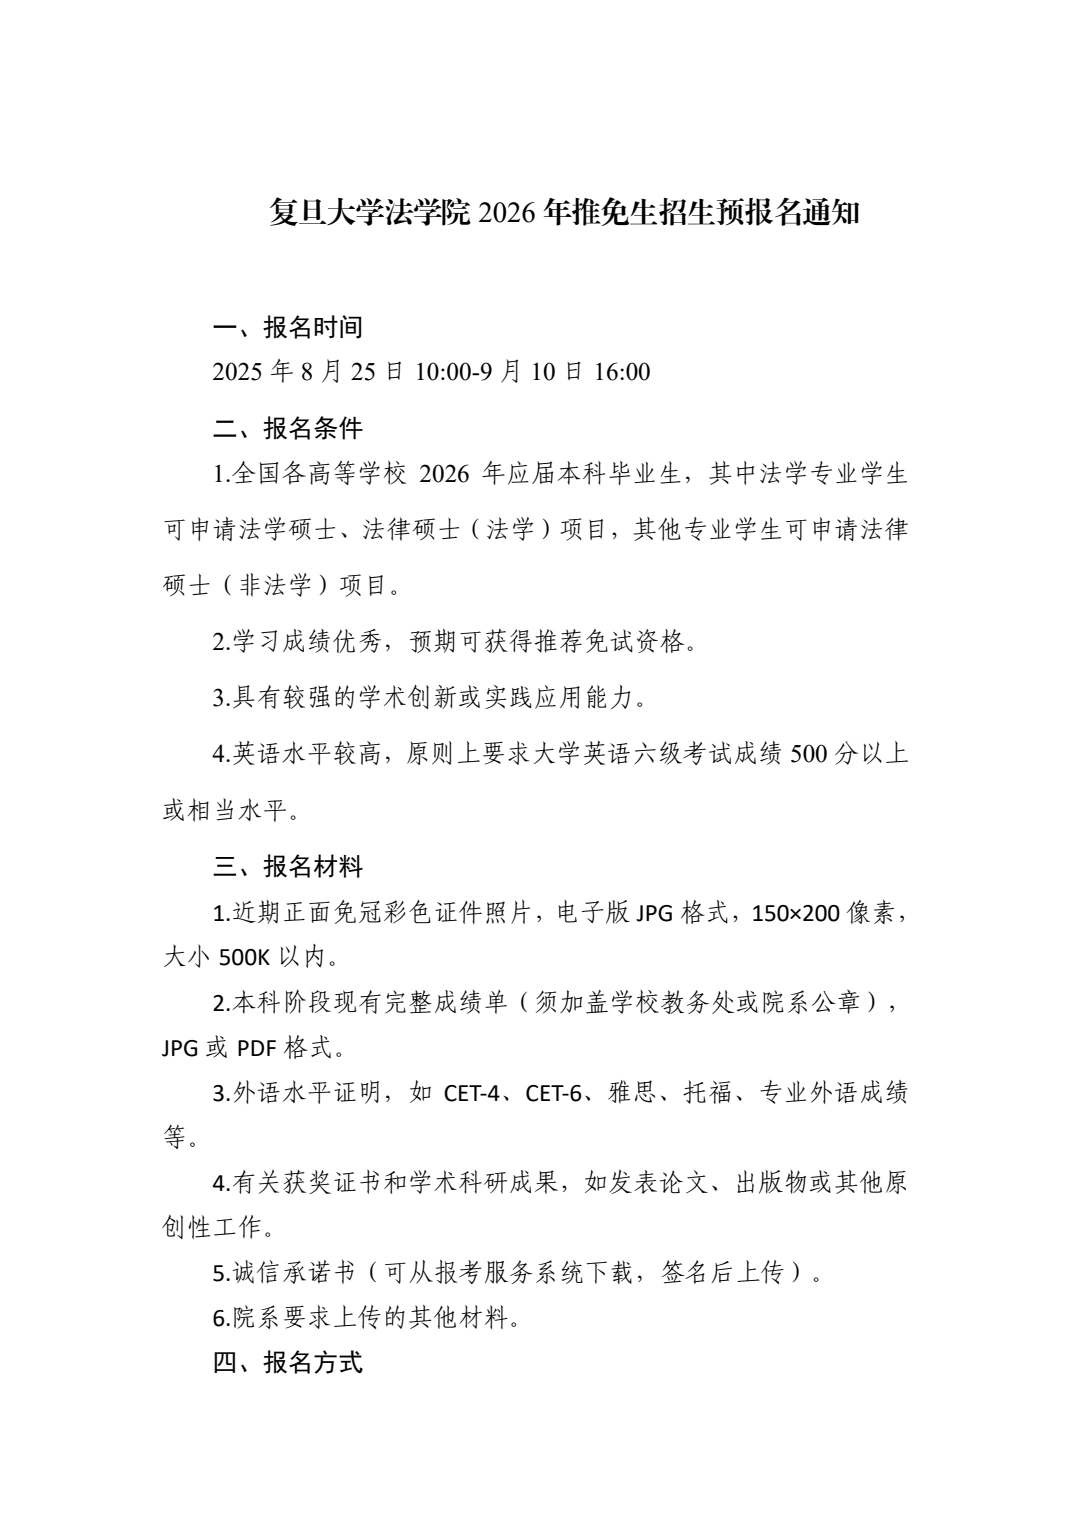 复旦大学法学院 2026 年推免生招生预报名通知
一、报名时间
2025 年 8 月 25 日 10:00-9 月 10 日 16:00
二、报名条件
1.全国各高等学校 2026 年应届本科毕业生，其中法学专业学生
可申请法学硕士、法律硕士（法学）项目，其他专业学生可申请法律
硕士（非法学）项目。
2.学习成绩优秀，预期可获得推荐免试资格。
3.具有较强的学术创新或实践应用能力。
4.英语水平较高，原则上要求大学英语六级考试成绩 500 分以上
或相当水平。
三、报名材料
1.近期正面免冠彩色证件照片，电子版 JPG 格式，150×200 像素，
大小 500K 以内。
2.本科阶段现有完整成绩单（须加盖学校教务处或院系公章），
JPG 或 PDF 格式。
3.外语水平证明，如 CET-4、CET-6、雅思、托福、专业外语成绩
等。
4.有关获奖证书和学术科研成果，如发表论文、出版物或其他原
创性工作。
5.诚信承诺书（可从报考服务系统下载，签名后上传）。
6.院系要求上传的其他材料。
四、报名方式